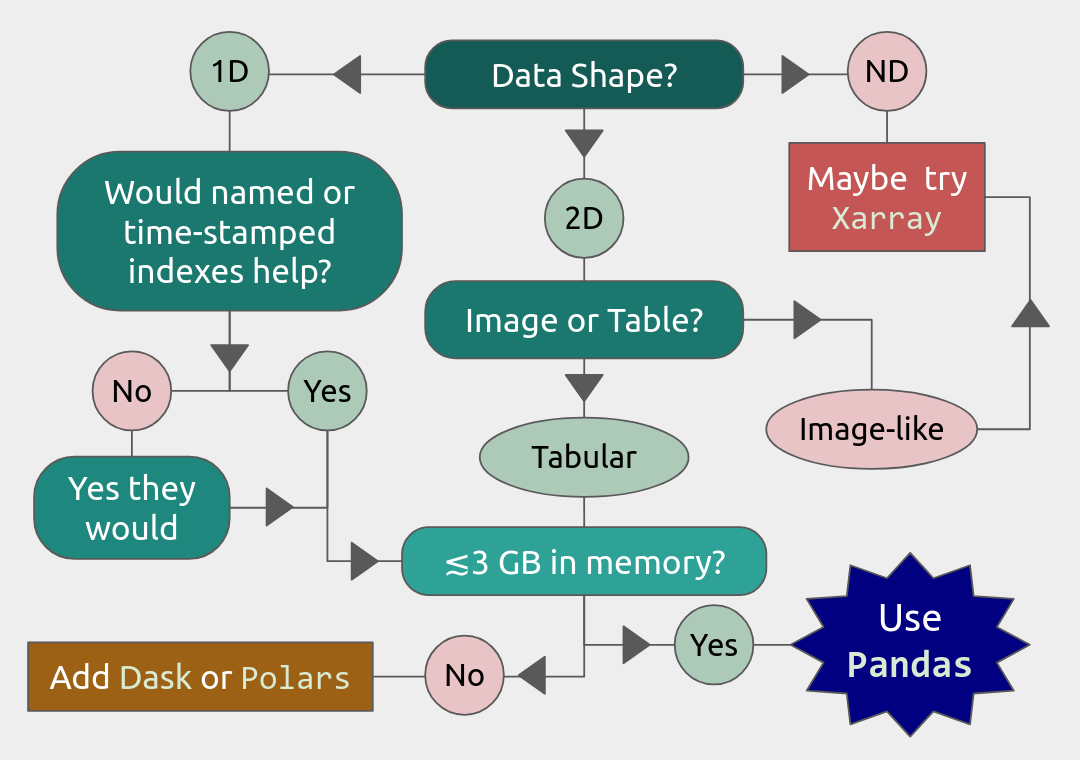 1D
Data Shape?
ND
Would named or
time-stamped
indexes help?
2D
Maybe try
Xarray
Image or Table?
No
Yes
Image-like
Tabular
Yes they
would
≲3 GB in memory?
Yes
Use
Pandas
Add Dask or Polars
No